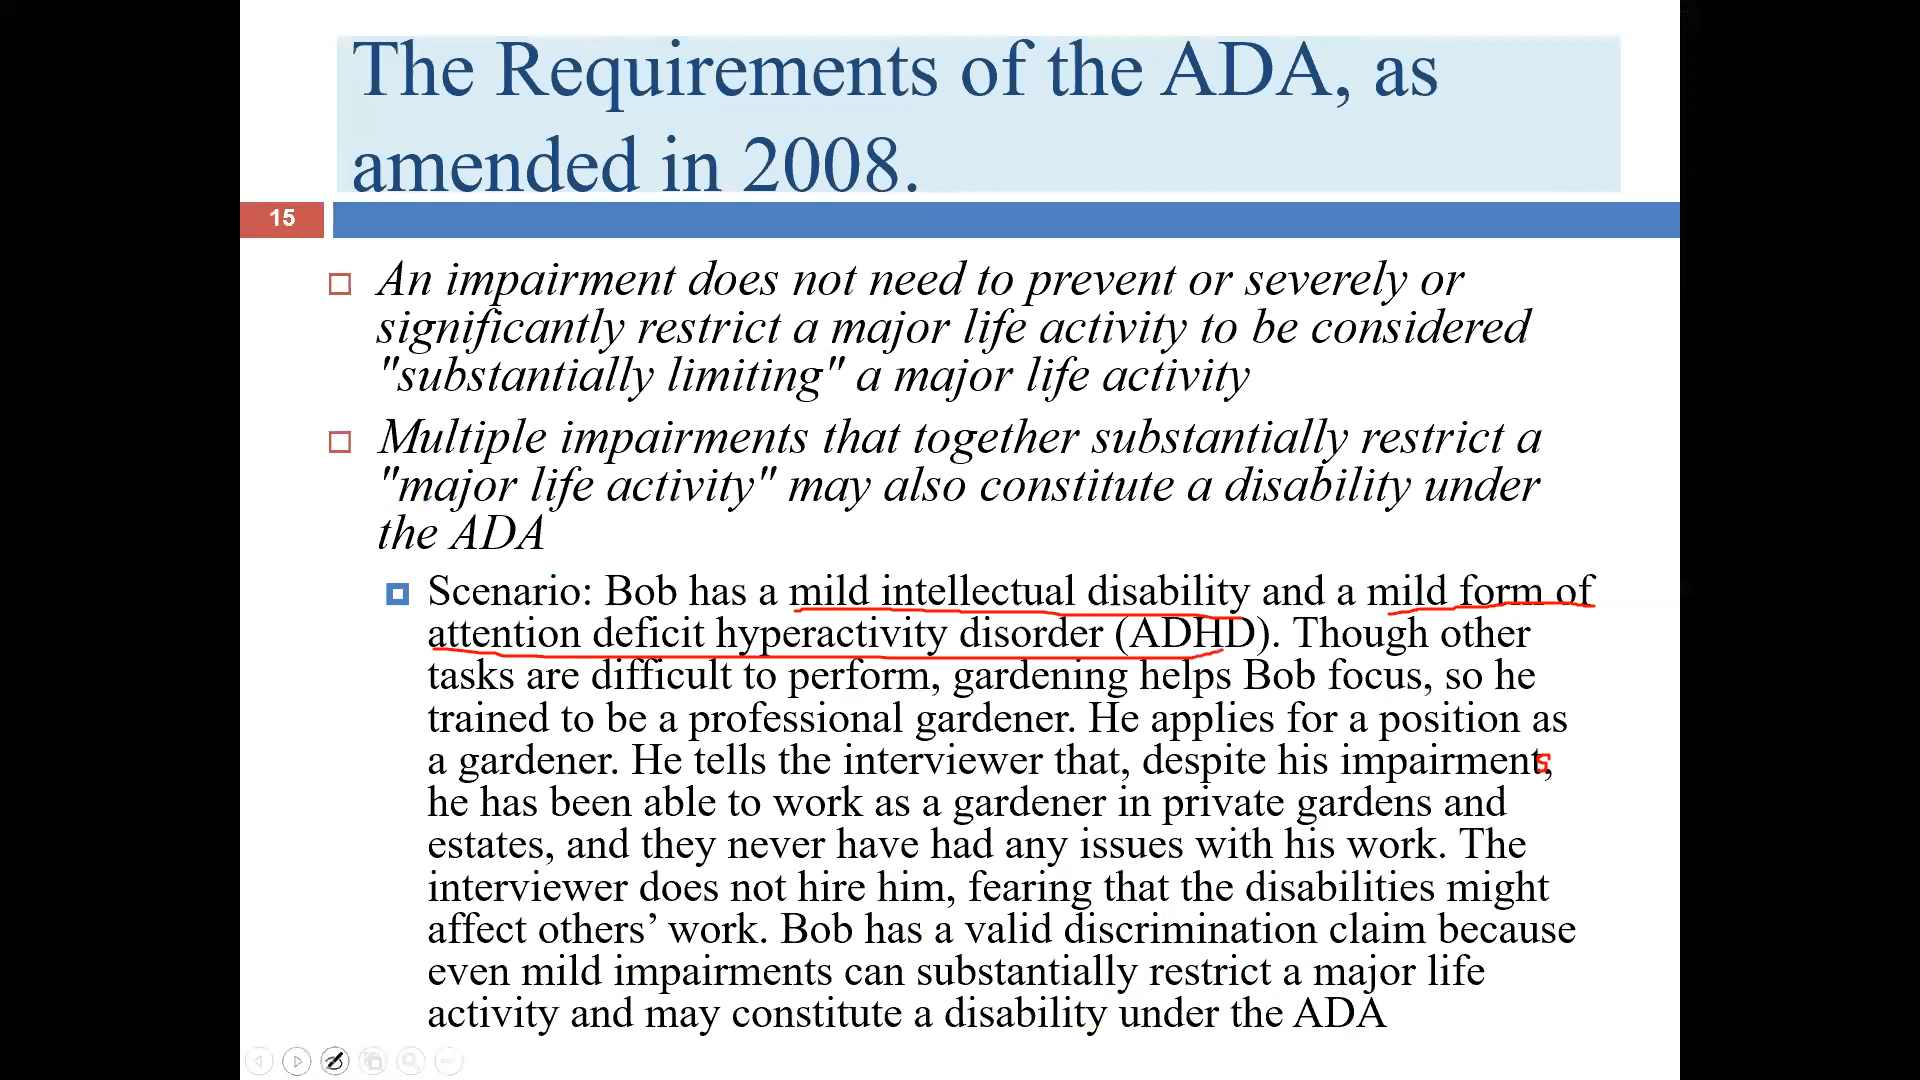 The Requirements of the ADA, as
amended in 2008.
15
An impairment does not need to prevent or severely or
significantly restrict a major life activity to be considered
"substantially limiting" a major life activity
Multiple impairments that together substantially restrict a
"major life activity" may also constitute a disability under
the ADA
Scenario: Bob has a mild intellectual disability and a mild form of
attention deficit hyperactivity disorder (ADHD). Though other
tasks are difficult to perform, gardening helps Bob focus, so he
trained to be a professional gardener. He applies for a position as
a gardener. He tells the interviewer that, despite his impairments,
he has been able to work as a gardener in private gardens and
estates, and they never have had any issues with his work. The
interviewer does not hire him, fearing that the disabilities might
affect others’ work. Bob has a valid discrimination claim because
even mild impairments can substantially restrict a major life
activity and may constitute a disability under the ADA